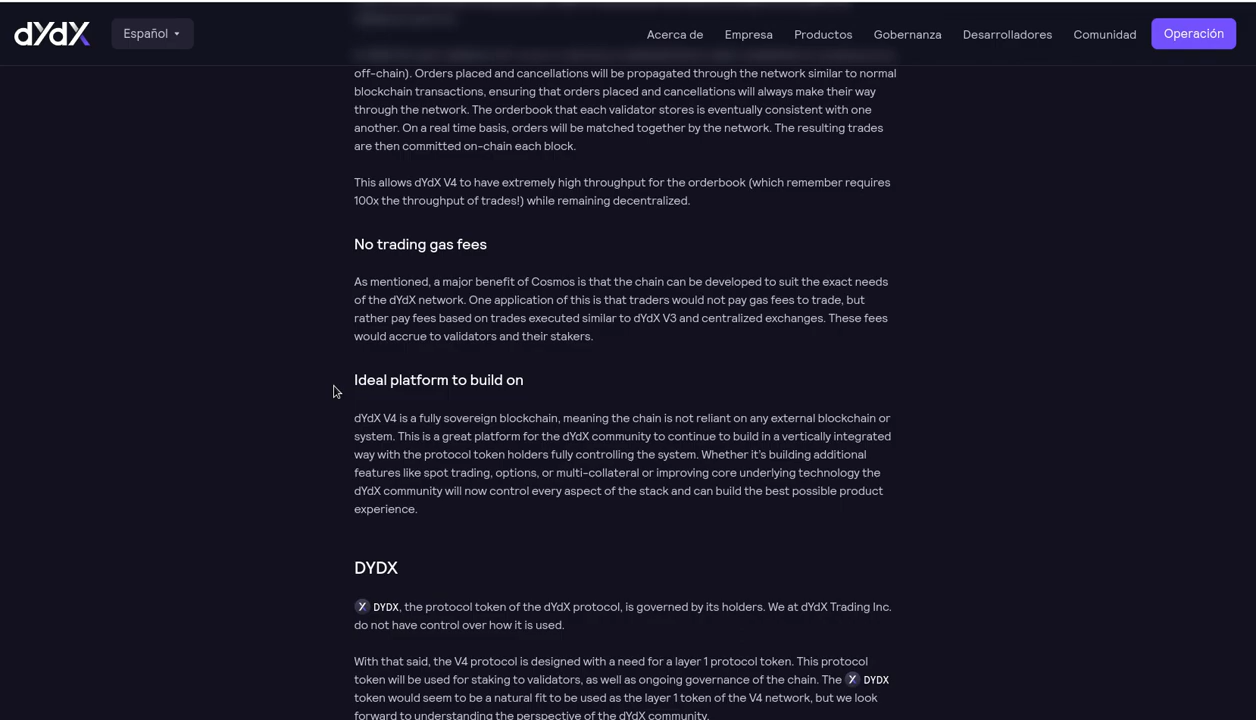 dYdX
Español
Acerca de
Empresa
Productos
Gobernanza
Desarrolladores
Comunidad
Operación
off-chain). Orders placed and cancellations will be propagated through the network similar to normal
blockchain transactions, ensuring that orders placed and cancellations will always make their way
through the network. The orderbook that each validator stores is eventually consistent with one
another. On a real time basis, orders will be matched together by the network. The resulting trades
are then committed on-chain each block.
This allows dYdX V4 to have extremely high throughput for the orderbook (which remember requires
100x the throughput of trades!) while remaining decentralized.
No trading gas fees
As mentioned, a major benefit of Cosmos is that the chain can be developed to suit the exact needs
of the dYdX network. One application of this is that traders would not pay gas fees to trade, but
rather pay fees based on trades executed similar to dYdX V3 and centralized exchanges. These fees
would accrue to validators and their stakers.
Ideal platform to build on
dYdX V4 is a fully sovereign blockchain, meaning the chain is not reliant on any external blockchain or
system. This is a great platform for the dYdX community to continue to build in a vertically integrated
way with the protocol token holders fully controlling the system. Whether it's building additional
features like spot trading, options, or multi-collateral or improving core underlying technology the
dYdX community will now control every aspect of the stack and can build the best possible product
experience.
DYDX
DYDX, the protocol token of the dYdX protocol, is governed by its holders. We at dYdX Trading Inc.
do not have control over how it is used.
With that said, the V4 protocol is designed with a need for a layer 1 protocol token. This protocol
token will be used for staking to validators, as well as ongoing governance of the chain. The DYDX
token would seem to be a natural fit to be used as the layer 1 token of the V4 network, but we look
forward to understanding the perspective of the dYdX community.